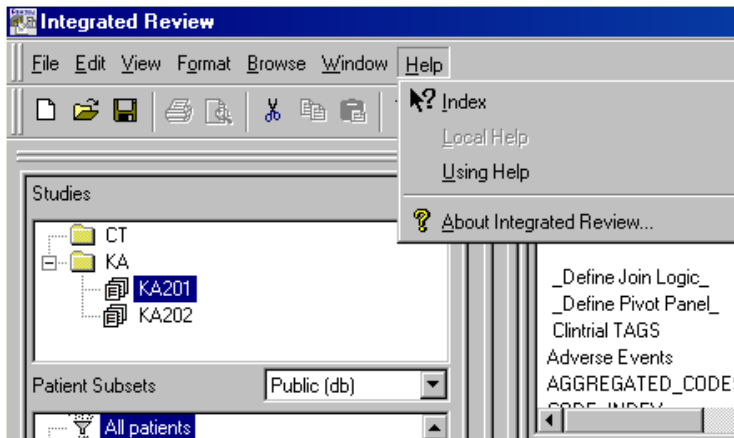 Integrated Review
File Edit View Format Browse Window Help
Index
Local Help
Using Help
About Integrated Review...
Studies
CT
KA
KA201
KA202
Patient Subsets
Public (db)
All patients
_Define Join Logic_
_Define Pivot Panel_
Clintrial TAGS
Adverse Events